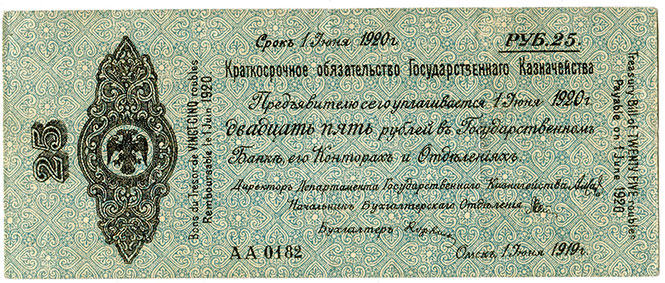 Срокъ 1 Іюня 1920 г.
РУБ. 25.
Краткосрочное обязательство Государственнаго Казначейства
Предъявителю сего уплачивается 1 Іюня 1920 г.
двадцать пять рублей въ Государственномъ
Банкѣ, его Конторахъ и Отдѣленіяхъ.
Директоръ Департамента Государственнаго Казначейства
Начальникъ Бухгалтерскаго Отдѣленія
Бухгалтеръ
АА 0182
Омскъ, 1 Іюня 1919 г.
25
Bons du Trésor de VINGT CINQ roubles
Remboursable le 1 Juin 1920
Treasury Bill of TWENTY FIVE roubles
Payable on 1 June 1920